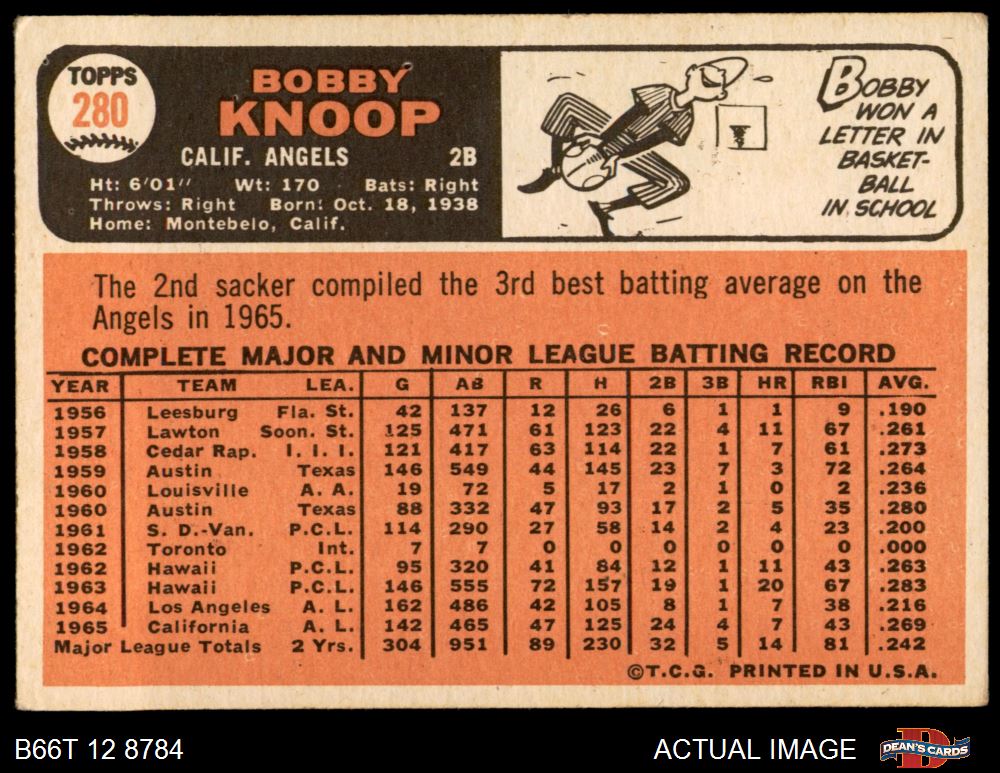 TOPPS
280
BOBBY
KNOOP
CALIF. ANGELS 2B
Ht: 6'01" Wt: 170 Bats: Right
Throws: Right Born: Oct. 18, 1938
Home: Montebelo, Calif.
BOBBY
WON A
LETTER IN
BASKET-
BALL
IN SCHOOL
The 2nd sacker compiled the 3rd best batting average on the
Angels in 1965.
COMPLETE MAJOR AND MINOR LEAGUE BATTING RECORD
YEAR TEAM LEA. G AB R H 2B 3B HR RBI AVG.
1956 Leesburg Fla. St. 42 137 12 26 6 1 1 9 .190
1957 Lawton Soon. St. 125 471 61 123 22 4 11 67 .261
1958 Cedar Rap. I. I. I. 121 417 63 114 22 1 7 61 .273
1959 Austin Texas 146 549 44 145 23 7 3 72 .264
1960 Louisville A. A. 19 72 5 17 2 1 0 2 .236
1960 Austin Texas 88 332 47 93 17 2 5 35 .280
1961 S. D.-Van. P.C.L. 114 290 27 58 14 2 4 23 .200
1962 Toronto Int. 7 7 0 0 0 0 0 0 .000
1962 Hawaii P.C.L. 95 320 41 84 12 1 11 43 .263
1963 Hawaii P.C.L. 146 555 72 157 19 1 20 67 .283
1964 Los Angeles A. L. 162 486 42 105 8 1 7 38 .216
1965 California A. L. 142 465 47 125 24 4 7 43 .269
Major League Totals 2 Yrs. 304 951 89 230 32 5 14 81 .242
©T.C.G. PRINTED IN U.S.A.
B66T 12 8784 ACTUAL IMAGE DEAN'S CARDS